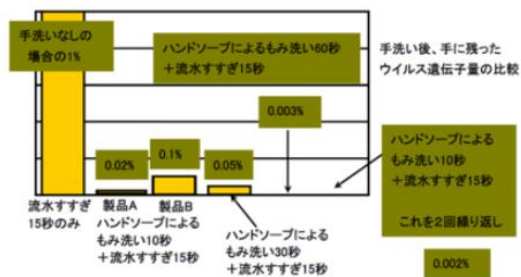 手洗いなしの
場合の1%
ハンドソープによるもみ洗い60秒
+流水すすぎ15秒
手洗い後、手に残った
ウイルス遺伝子量の比較
0.003%
0.02%
0.1%
0.05%
ハンドソープによる
もみ洗い10秒
+流水すすぎ15秒
これを2回繰り返し
0.002%
流水すすぎ
15秒のみ
製品A
製品B
ハンドソープによる
もみ洗い10秒
+流水すすぎ15秒
ハンドソープによる
もみ洗い30秒
+流水すすぎ15秒